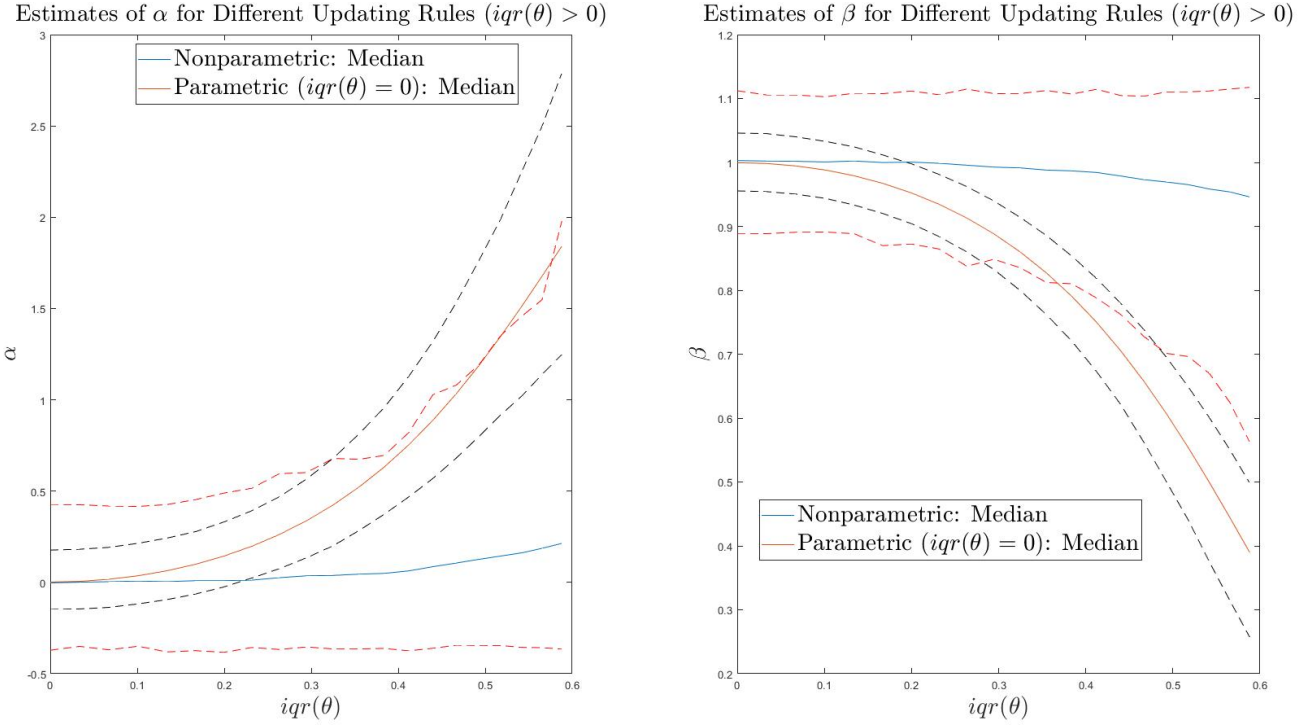 Estimates of α for Different Updating Rules (iqr(θ) > 0)
3
2.5
2
1.5
1
0.5
0
-0.5
α
Nonparametric: Median
Parametric (iqr(θ) = 0): Median
0 0.1 0.2 0.3 0.4 0.5 0.6
iqr(θ)
Estimates of β for Different Updating Rules (iqr(θ) > 0)
1.2
1.1
1
0.9
0.8
0.7
0.6
0.5
0.4
0.3
0.2
β
Nonparametric: Median
Parametric (iqr(θ) = 0): Median
0 0.1 0.2 0.3 0.4 0.5 0.6
iqr(θ)